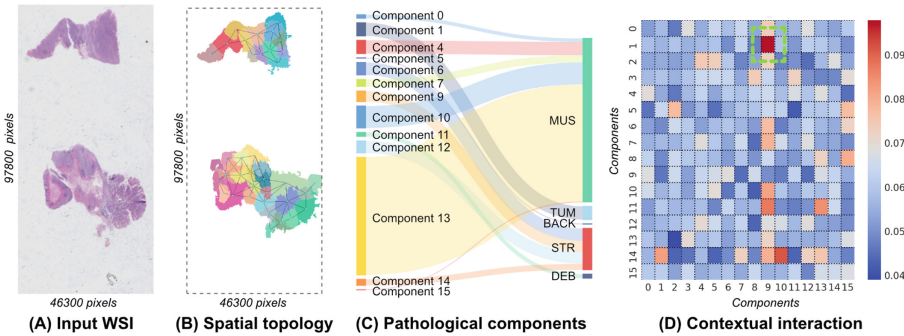 97800 pixels
46300 pixels
(A) Input WSI
97800 pixels
46300 pixels
(B) Spatial topology
Component 0
Component 1
Component 4
Component 5
Component 6
Component 7
Component 9
Component 10
Component 11
Component 12
Component 13
Component 14
Component 15
MUS
TUM
BACK
STR
DEB
(C) Pathological components
Components
0
1
2
3
4
5
6
7
8
9
10
11
13
14
15
0 1 2 3 4 5 6 7 8 9 10 11 12 13 14 15
Components
0.09
0.08
0.07
0.06
0.05
0.04
(D) Contextual interaction